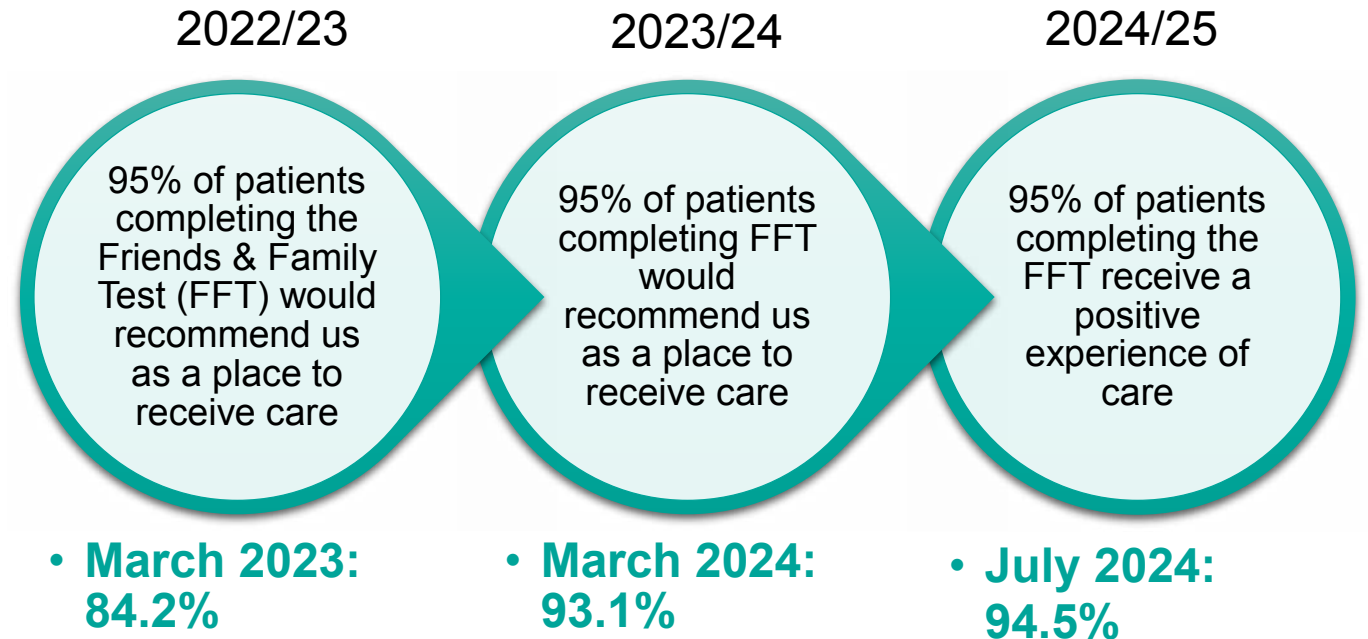 2022/23
95% of patients
completing the
Friends & Family
Test (FFT) would
recommend us
as a place to
receive care
• March 2023:
84.2%
2023/24
95% of patients
completing FFT
would
recommend us
as a place to
receive care
• March 2024:
93.1%
2024/25
95% of patients
completing the
FFT receive a
positive
experience of
care
• July 2024:
94.5%